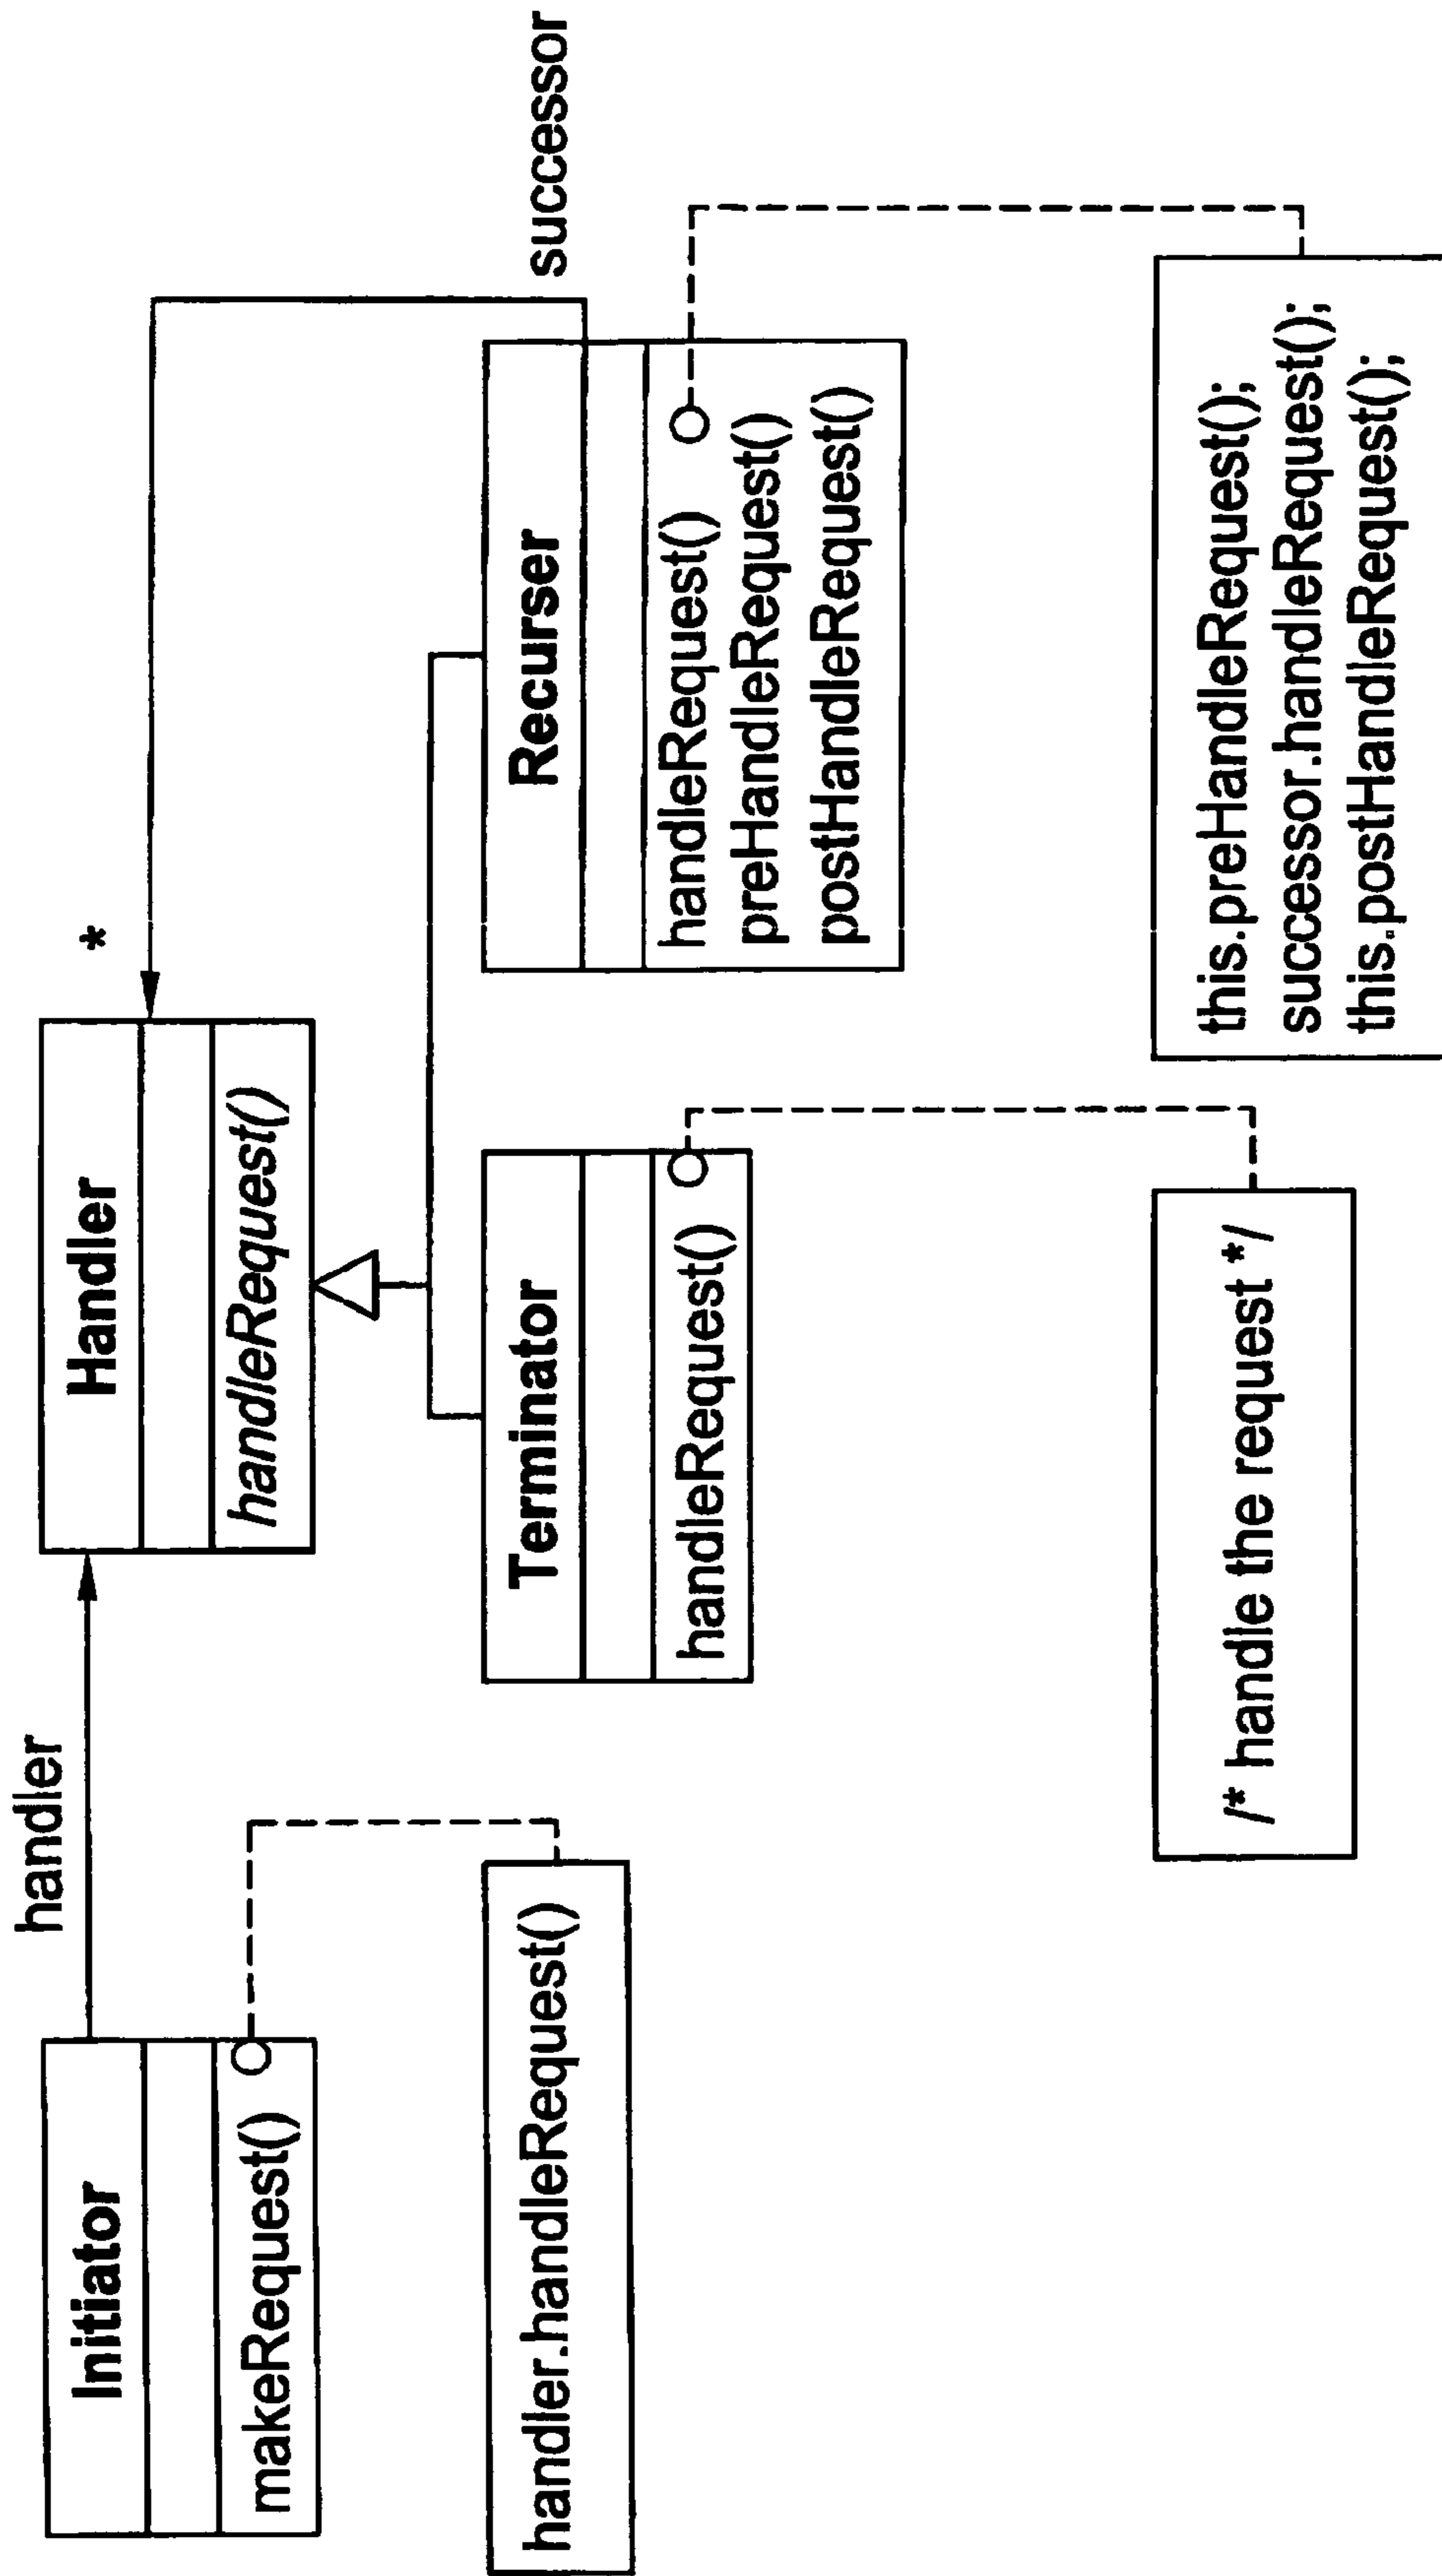 handler
*
successor
Initiator
makeRequest()
Handler
handleRequest()
handler.handleRequest()
Terminator
handleRequest()
Recurser
handleRequest()
preHandleRequest()
postHandleRequest()
/* handle the request */
this.preHandleRequest();
successor.handleRequest();
this.postHandleRequest();